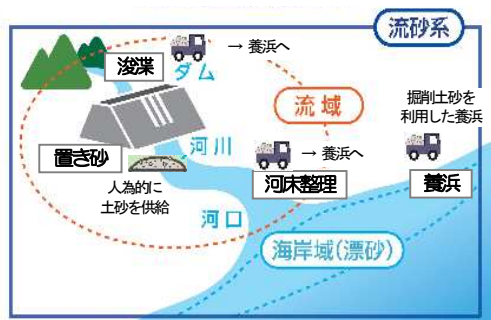 流砂系
→ 養浜へ
浚渫
ダム
流域
掘削土砂を
利用した養浜
置き砂
河川
→ 養浜へ
人為的に
土砂を供給
河床整理
養浜
河口
海岸域(漂砂)